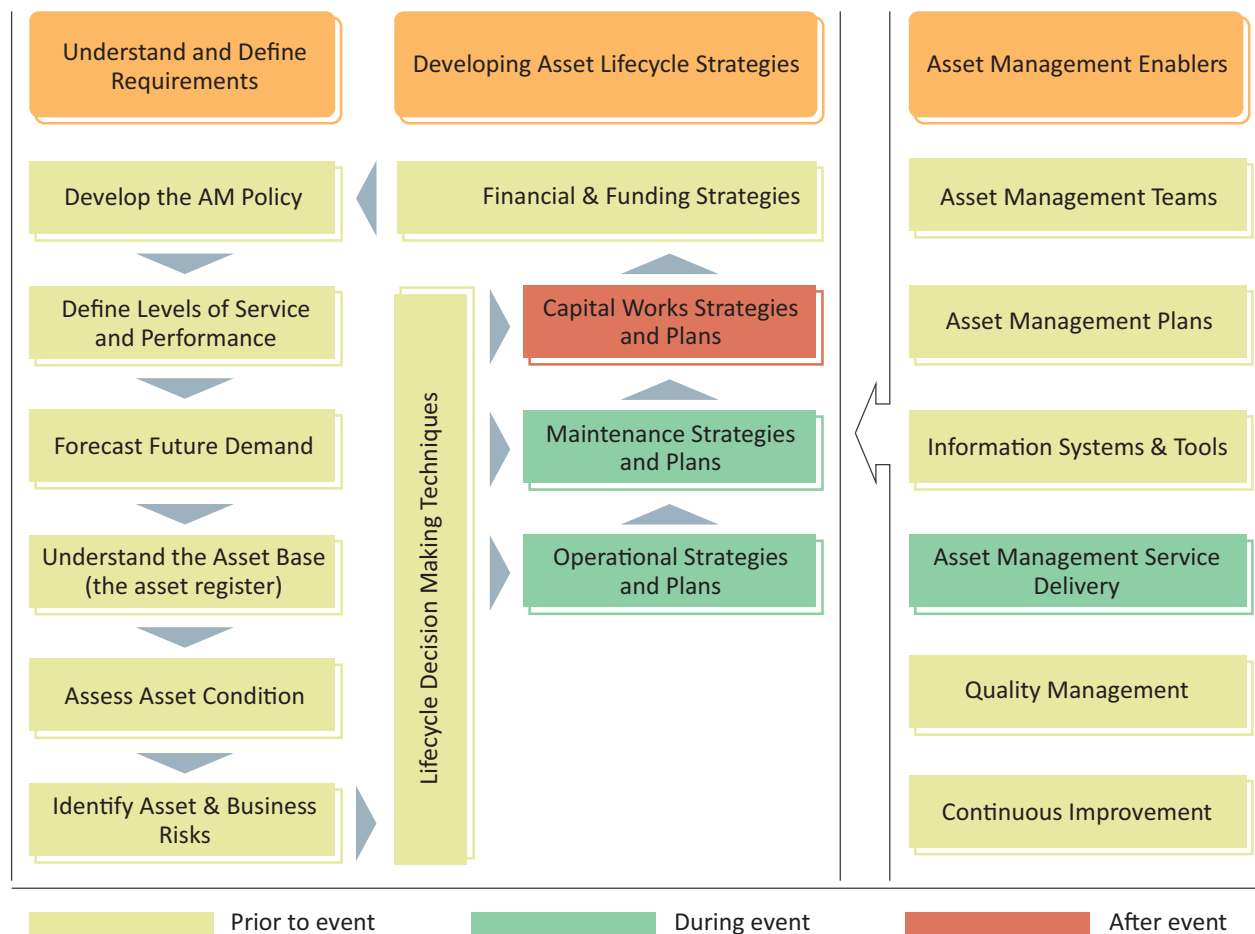 Understand and Define
Requirements
Developing Asset Lifecycle Strategies
Asset Management Enablers
Develop the AM Policy
Define Levels of Service
and Performance
Forecast Future Demand
Understand the Asset Base
(the asset register)
Assess Asset Condition
Identify Asset & Business
Risks
Lifecycle Decision Making Techniques
Financial & Funding Strategies
Capital Works Strategies
and Plans
Maintenance Strategies
and Plans
Operational Strategies
and Plans
Asset Management Teams
Asset Management Plans
Information Systems & Tools
Asset Management Service
Delivery
Quality Management
Continuous Improvement
Prior to event
During event
After event